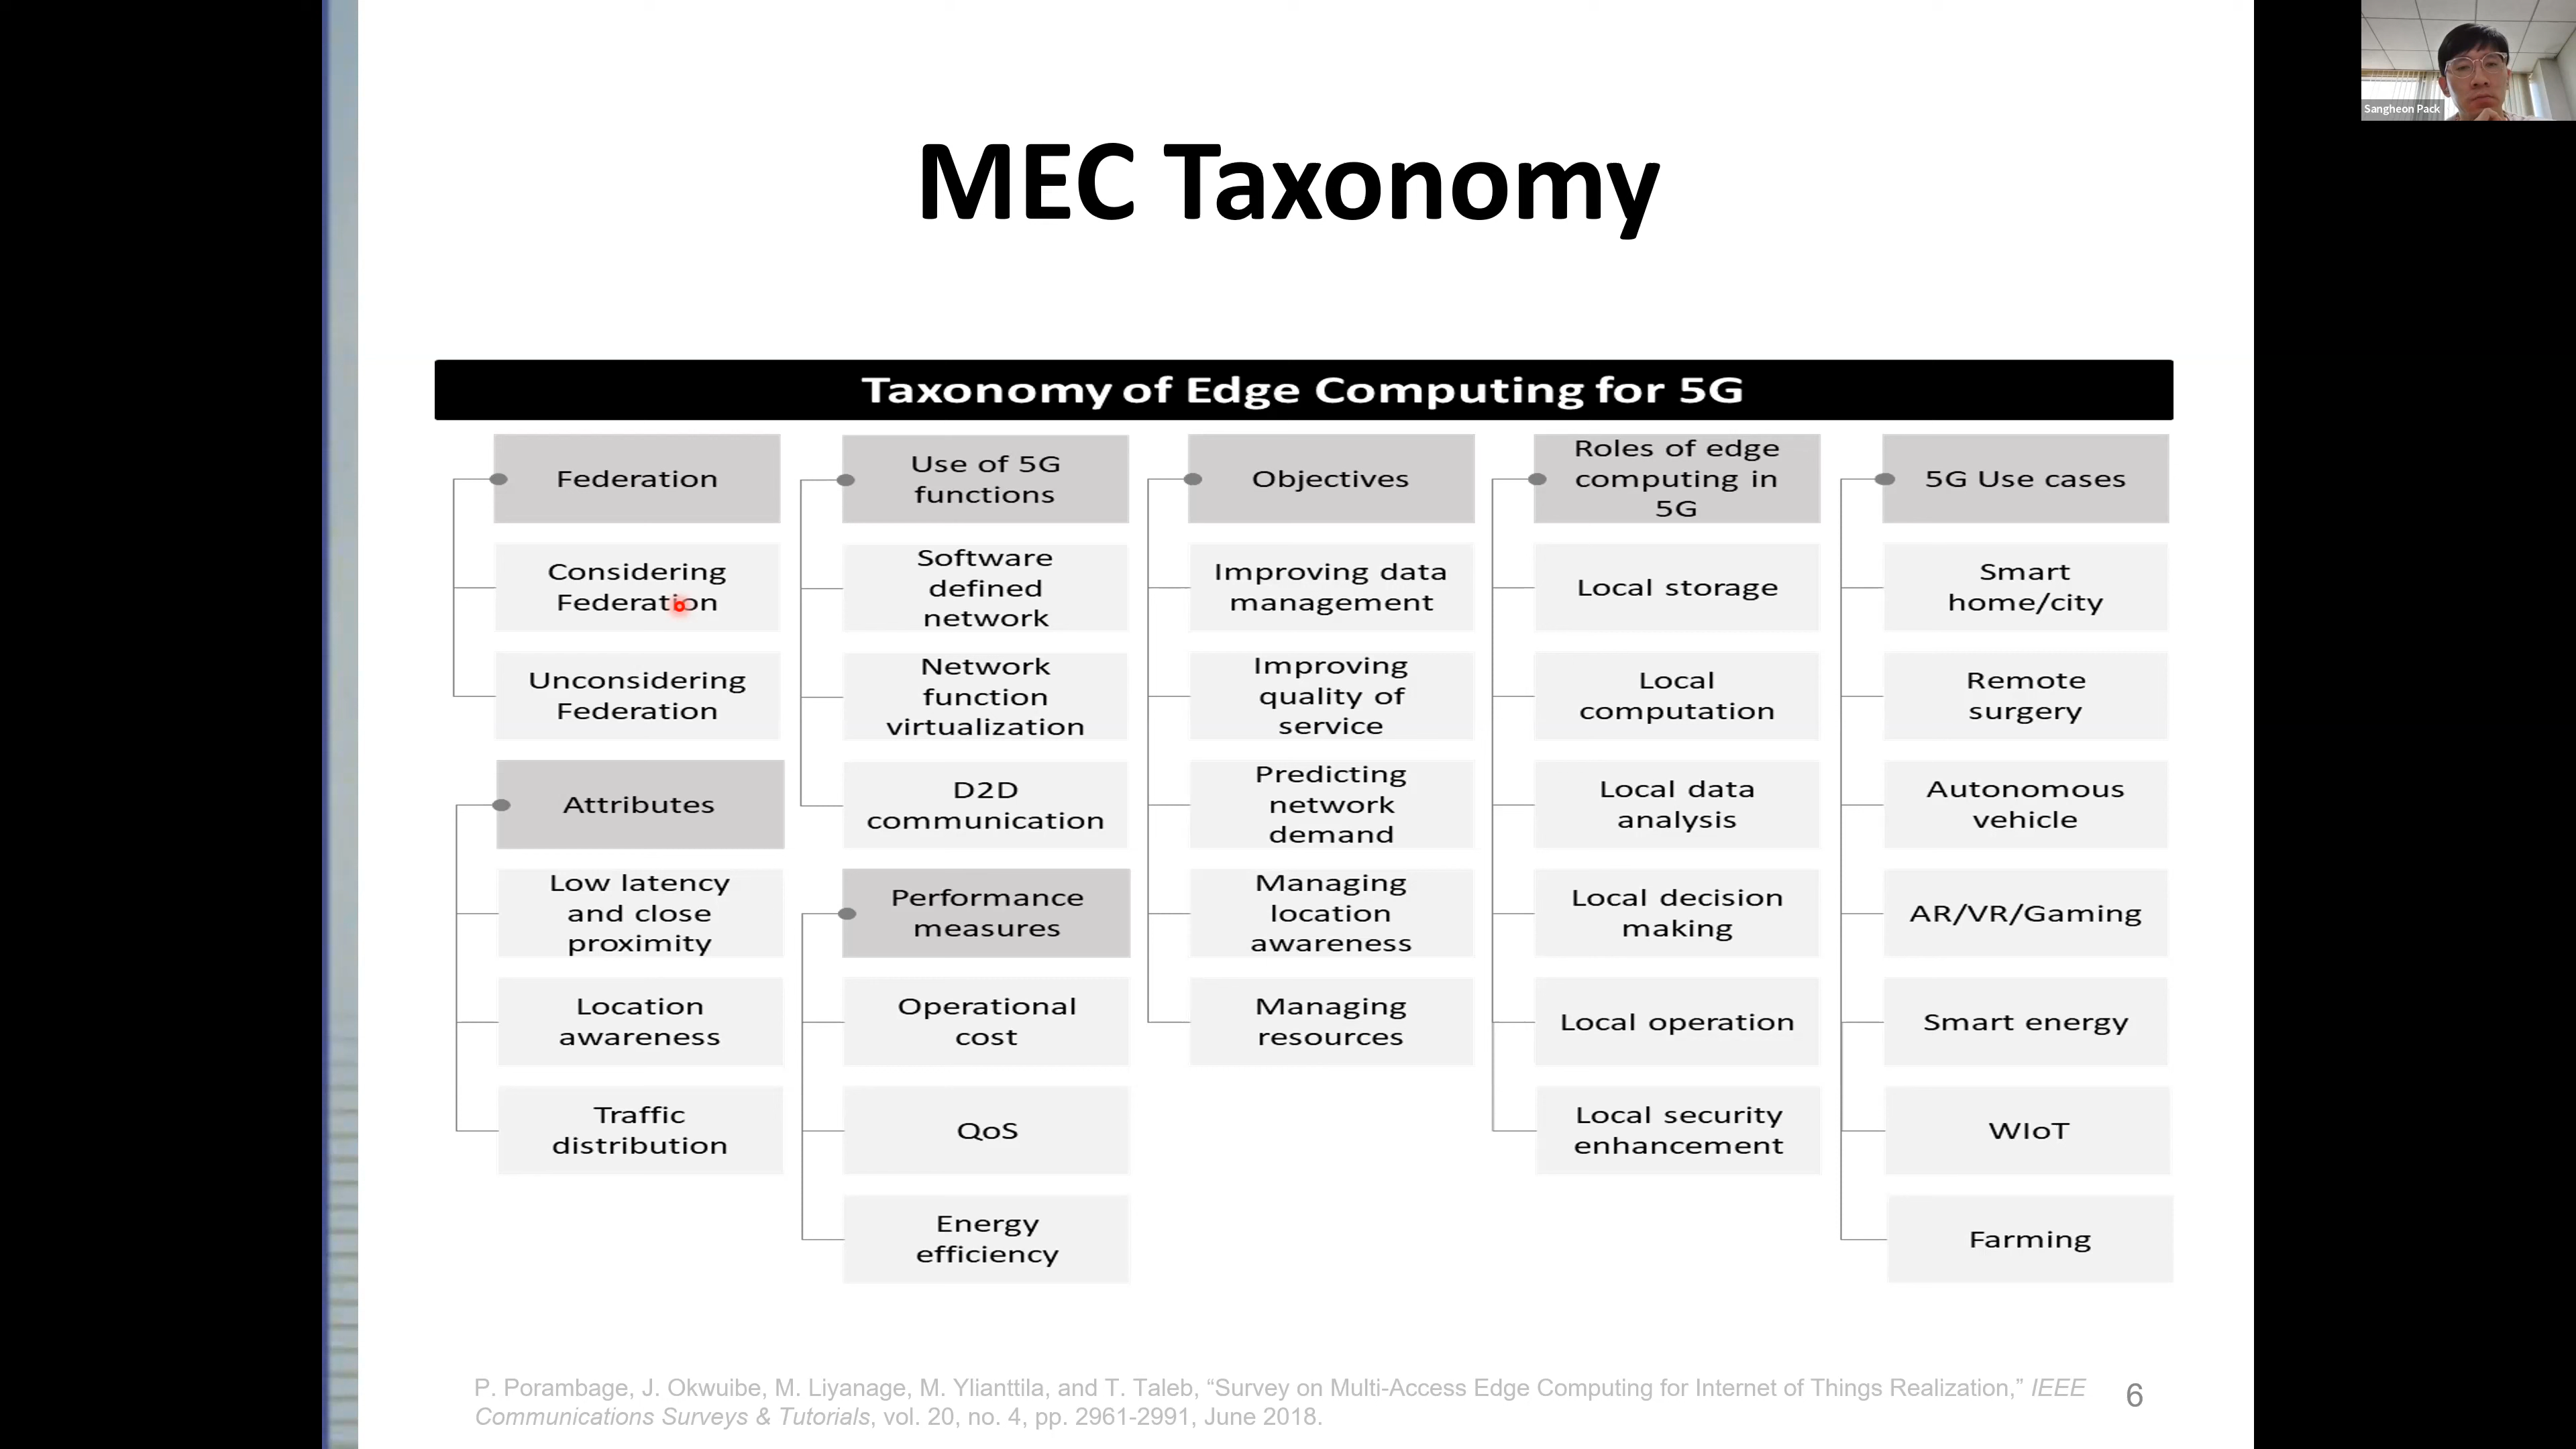 Sangheon Pack
MEC Taxonomy
Taxonomy of Edge Computing for 5G
Federation
Considering
Federation
Unconsidering
Federation
Attributes
Low latency
and close
proximity
Location
awareness
Traffic
distribution
Use of 5G
functions
Software
defined
network
Network
function
virtualization
D2D
communication
Performance
measures
Operational
cost
QoS
Energy
efficiency
Objectives
Improving data
management
Improving
quality of
service
Predicting
network
demand
Managing
location
awareness
Managing
resources
Roles of edge
computing in
5G
Local storage
Local
computation
Local data
analysis
Local decision
making
Local operation
Local security
enhancement
5G Use cases
Smart
home/city
Remote
surgery
Autonomous
vehicle
AR/VR/Gaming
Smart energy
WIoT
Farming
P. Porambage, J. Okwuibe, M. Liyanage, M. Ylianttila, and T. Taleb, “Survey on Multi-Access Edge Computing for Internet of Things Realization,” IEEE
Communications Surveys & Tutorials, vol. 20, no. 4, pp. 2961-2991, June 2018.
6